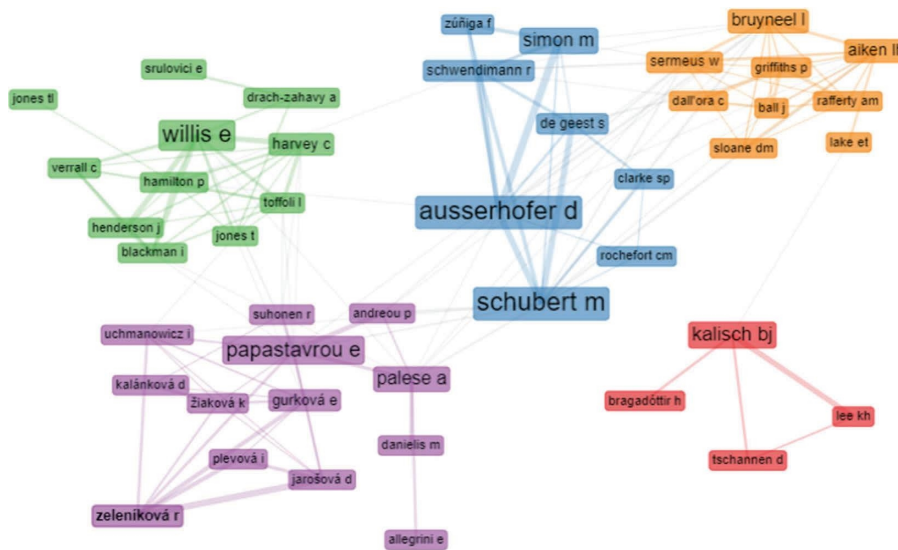 zúñiga f
bruyneel l
simon m
aiken lh
sermeus w
griffiths p
srulovici e
schwendimann r
jones tl
drach-zahavy a
dall'ora c
ball j
rafferty am
willis e
de geest s
harvey c
sloane dm
lake et
verrall c
hamilton p
clarke sp
toffoli l
ausserhofer d
henderson j
jones t
blackman i
rochefort cm
schubert m
suhonen r
andreou p
uchmanowicz i
kalisch bj
papastavrou e
palese a
kalánková d
žiaková k
gurková e
bragadóttir h
lee kh
danielis m
plevová i
tschannen d
jarošová d
zeleníková r
allegrini e